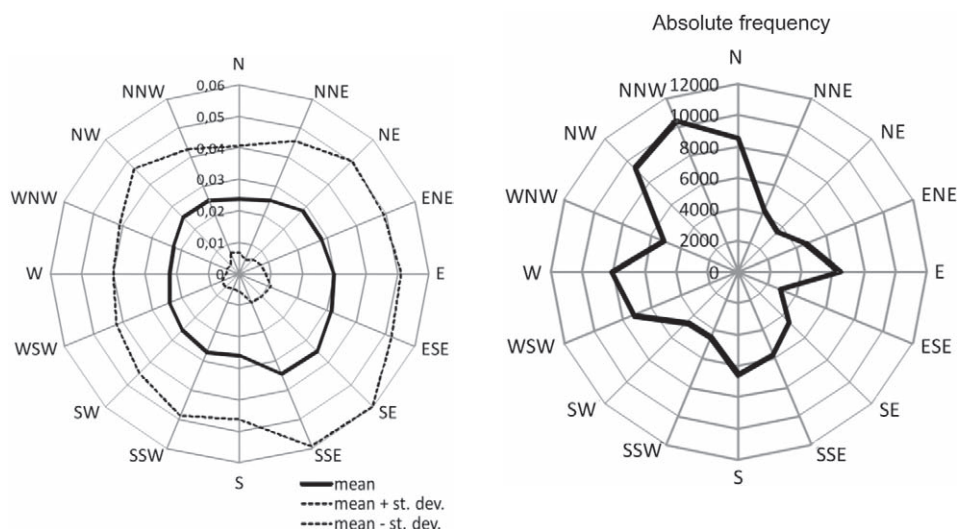 N
NNE
NE
ENE
E
ESE
SE
SSE
S
SSW
SW
WSW
W
WNW
NW
NNW
0,06
0,05
0,04
0,03
0,02
0,01
0
mean
mean + st. dev.
mean - st. dev.
Absolute frequency
N
NNE
NE
ENE
E
ESE
SE
SSE
S
SSW
SW
WSW
W
WNW
NW
NNW
12000
10000
8000
6000
4000
2000
0